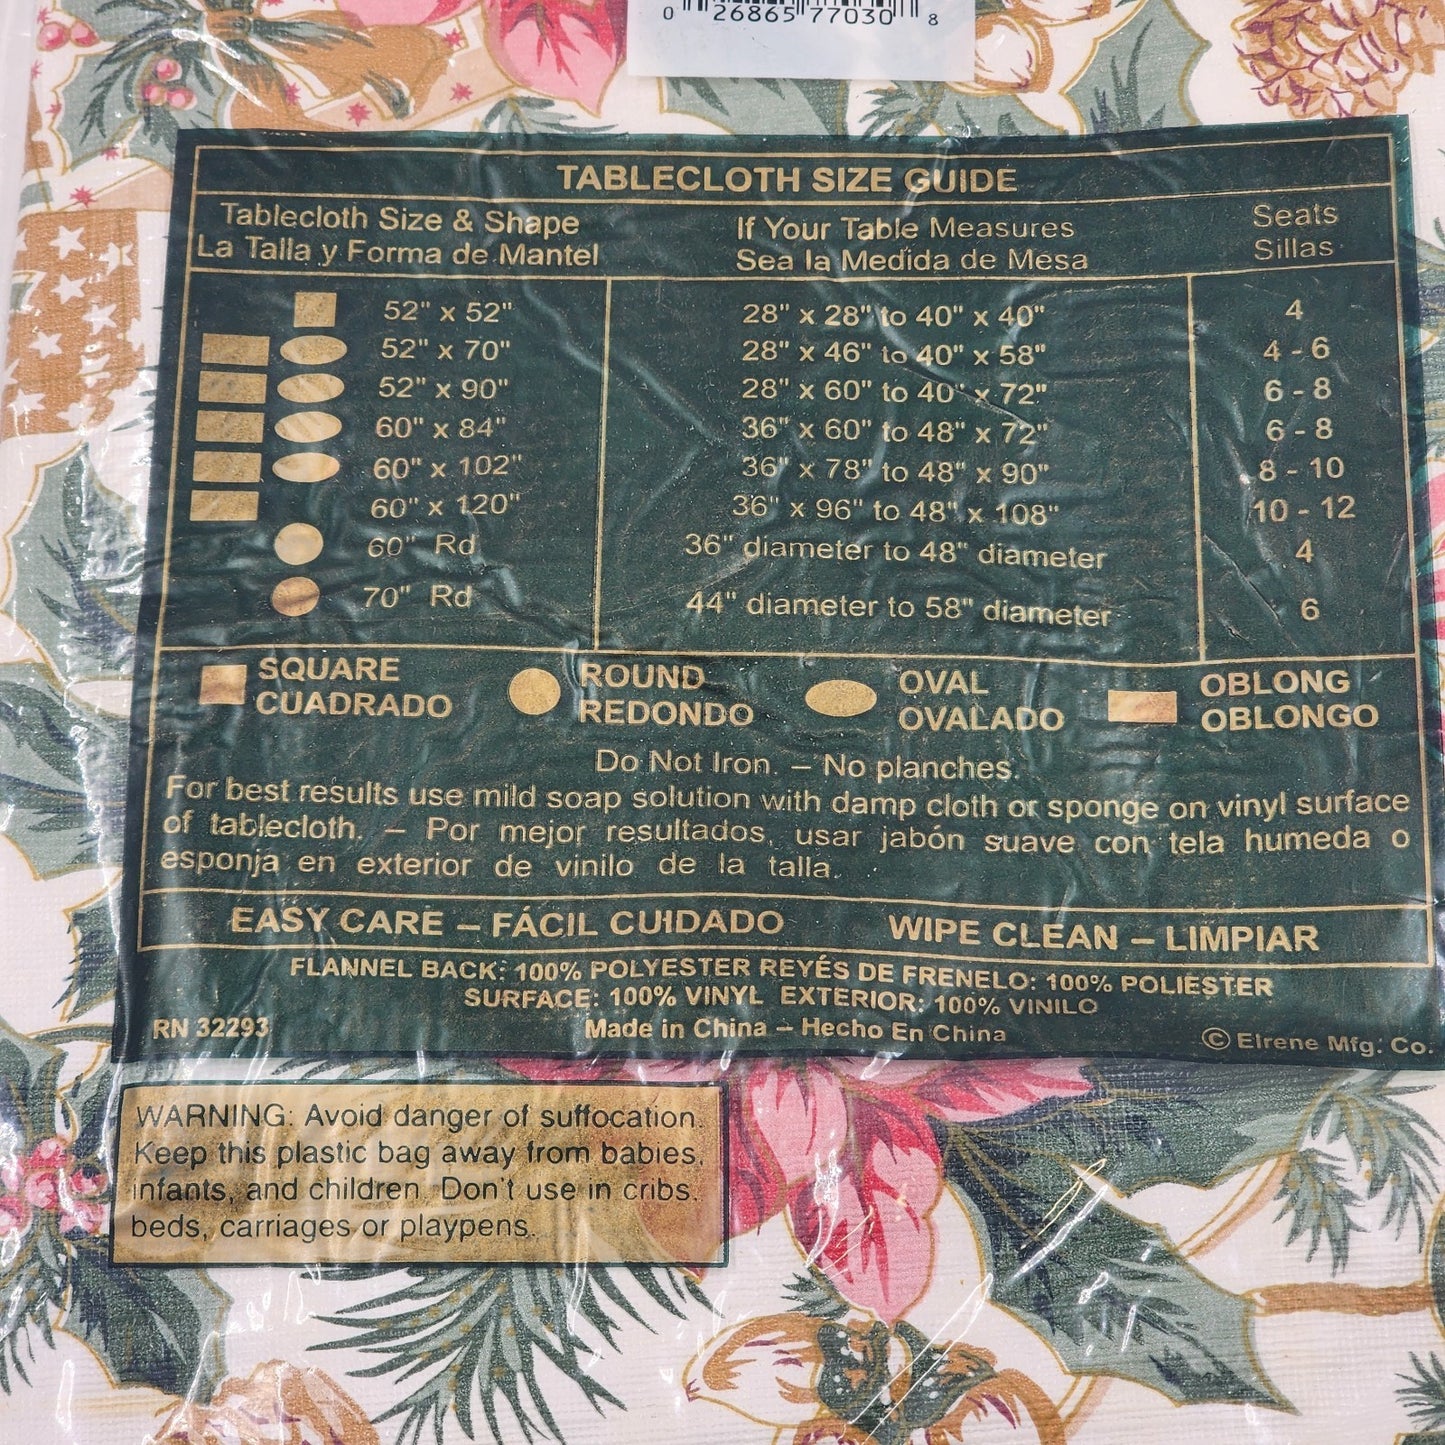 0 26865 77030 8
TABLECLOTH SIZE GUIDE
Tablecloth Size & Shape If Your Table Measures Seats
La Talla y Forma de Mantel Sea la Medida de Mesa Sillas
52" x 52" 28" x 28" to 40" x 40" 4
52" x 70" 28" x 46" to 40" x 58" 4 - 6
52" x 90" 28" x 60" to 40" x 72" 6 - 8
60" x 84" 36" x 60" to 48" x 72" 6 - 8
60" x 102" 36" x 78" to 48" x 90" 8 - 10
60" x 120" 36" x 96" to 48" x 108" 10 - 12
60" Rd 36" diameter to 48" diameter 4
70" Rd 44" diameter to 58" diameter 6
SQUARE ROUND OVAL OBLONG
CUADRADO REDONDO OVALADO OBLONGO
Do Not Iron. – No planches.
For best results use mild soap solution with damp cloth or sponge on vinyl surface
of tablecloth. – Por mejor resultados, usar jabón suave con tela humeda o
esponja en exterior de vinilo de la talla.
EASY CARE – FÁCIL CUIDADO WIPE CLEAN – LIMPIAR
FLANNEL BACK: 100% POLYESTER REYÉS DE FRENELO: 100% POLIESTER
SURFACE: 100% VINYL EXTERIOR: 100% VINILO
RN 32293 Made in China – Hecho En China © Elrene Mfg. Co.
WARNING: Avoid danger of suffocation.
Keep this plastic bag away from babies,
infants, and children. Don't use in cribs,
beds, carriages or playpens.